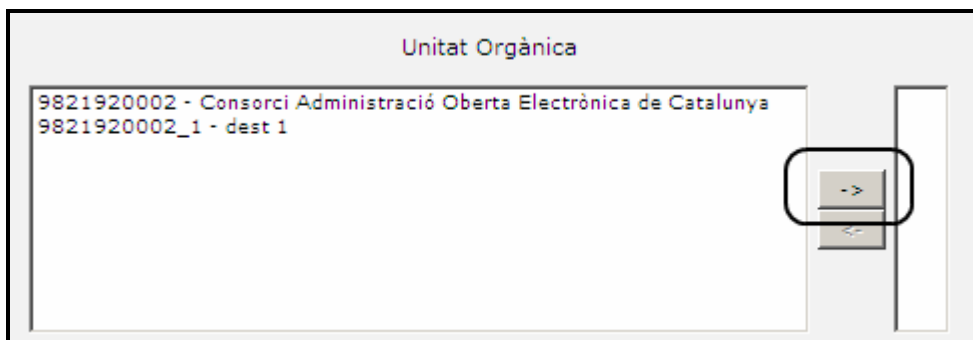 Unitat Orgànica
9821920002 - Consorci Administració Oberta Electrònica de Catalunya
9821920002_1 - dest 1
->
<-